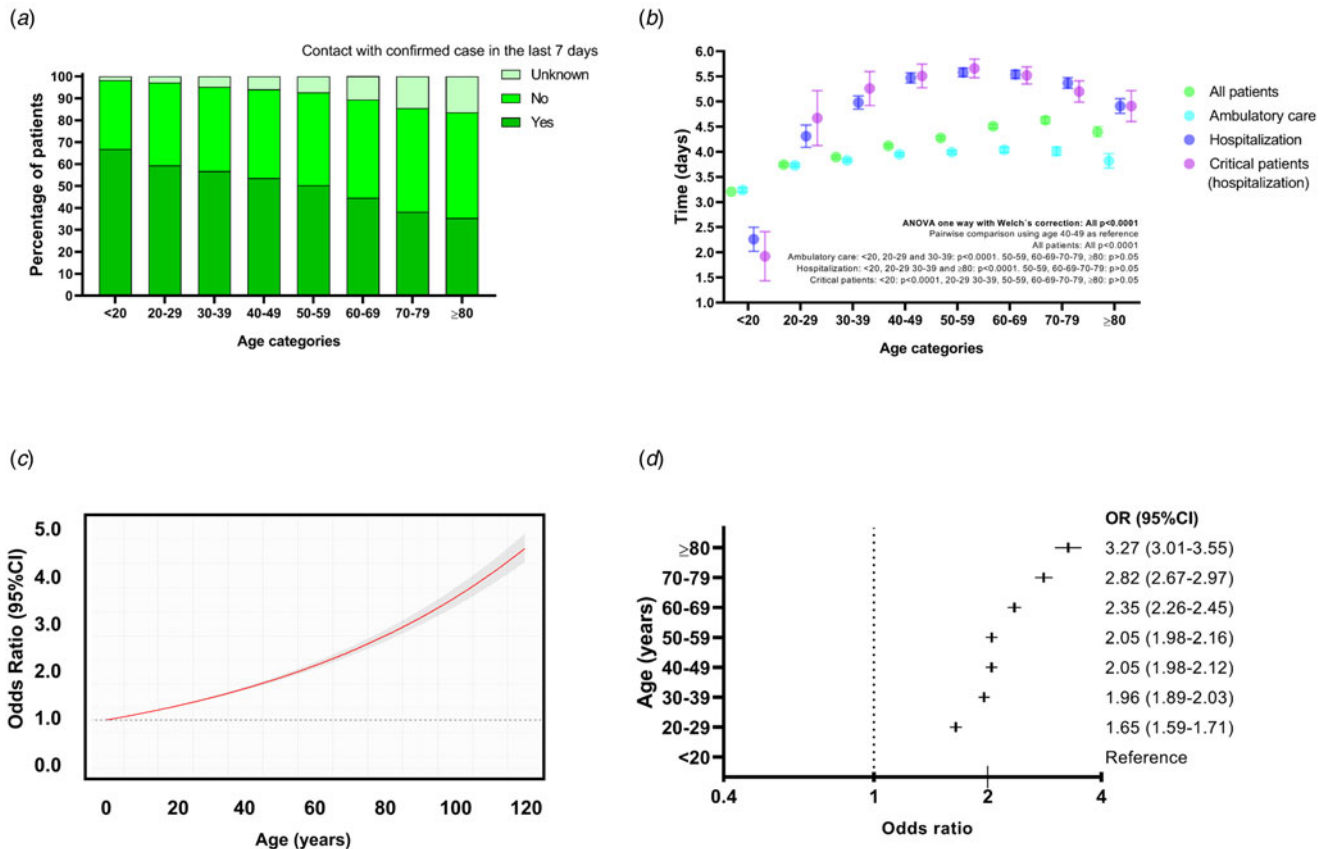 (a)
Contact with confirmed case in the last 7 days
Unknown
No
Yes
Percentage of patients
100
90
80
70
60
50
40
30
20
10
0
<20 20-29 30-39 40-49 50-59 60-69 70-79 ≥80
Age categories
(b)
Time (days)
6.0
5.5
5.0
4.5
4.0
3.5
3.0
2.5
2.0
1.5
1.0
All patients
Ambulatory care
Hospitalization
Critical patients
(hospitalization)
ANOVA one way with Welch`s correction: All p<0.0001
Pairwise comparison using age 40-49 as reference
All patients: All p<0.0001
Ambulatory care: <20, 20-29 and 30-39: p<0.0001. 50-59, 60-69-70-79, ≥80: p>.05
Hospitalization: <20, 20-29 30-39 and ≥80: p<0.0001. 50-59, 60-69-70-79: p>.05
Critical patients: <20: p<0.0001, 20-29 30-39, 50-59, 60-69-70-79, ≥80: p>.05
<20 20-29 30-39 40-49 50-59 60-69 70-79 ≥80
Age categories
(c)
Odds Ratio (95%CI)
5.0
4.0
3.0
2.0
1.0
0.0
0 20 40 60 80 100 120
Age (years)
(d)
Age (years)
OR (95%CI)
≥80 3.27 (3.01-3.55)
70-79 2.82 (2.67-2.97)
60-69 2.35 (2.26-2.45)
50-59 2.05 (1.98-2.16)
40-49 2.05 (1.98-2.12)
30-39 1.96 (1.89-2.03)
20-29 1.65 (1.59-1.71)
<20 Reference
0.4 1 2 4
Odds ratio